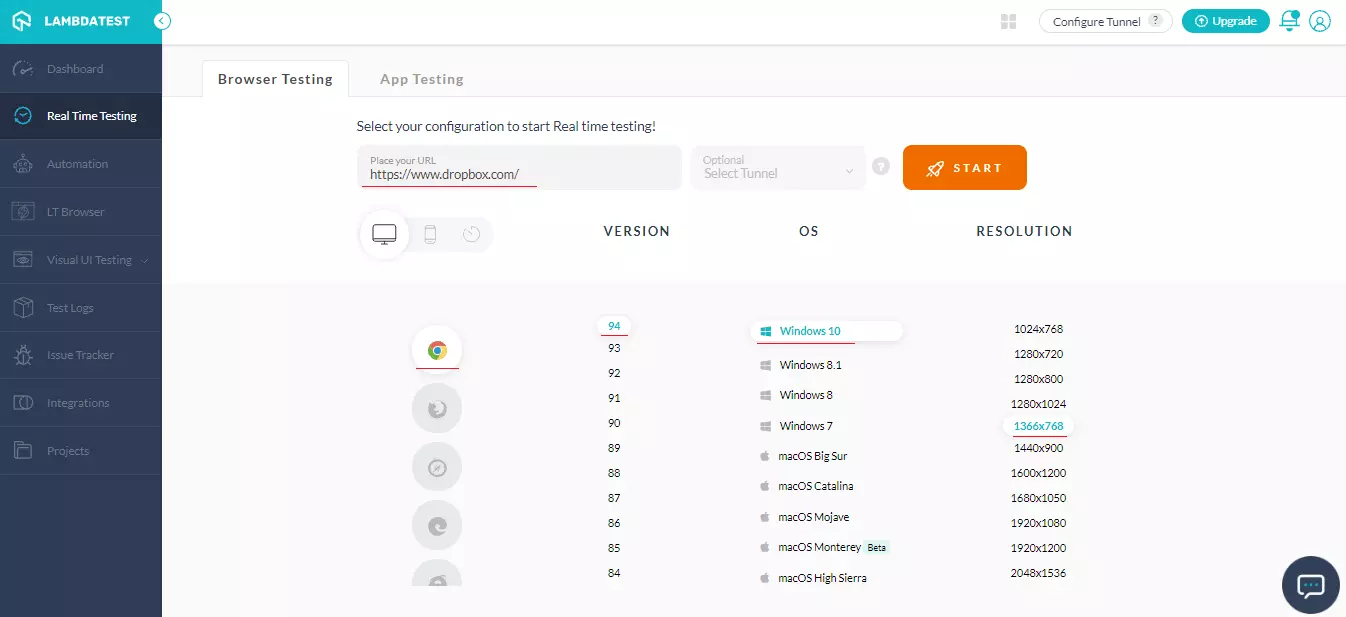 LAMBDATEST
Configure Tunnel ?
Upgrade
Dashboard
Real Time Testing
Automation
LT Browser
Visual UI Testing
Test Logs
Issue Tracker
Integrations
Projects
Browser Testing
App Testing
Select your configuration to start Real time testing!
Place your URL
https://www.dropbox.com/
Optional
Select Tunnel
?
START
VERSION
OS
RESOLUTION
94
93
92
91
90
89
88
87
86
85
84
Windows 10
Windows 8.1
Windows 8
Windows 7
macOS Big Sur
macOS Catalina
macOS Mojave
macOS Monterey Beta
macOS High Sierra
1024x768
1280x720
1280x800
1280x1024
1366x768
1440x900
1600x1200
1680x1050
1920x1080
1920x1200
2048x1536